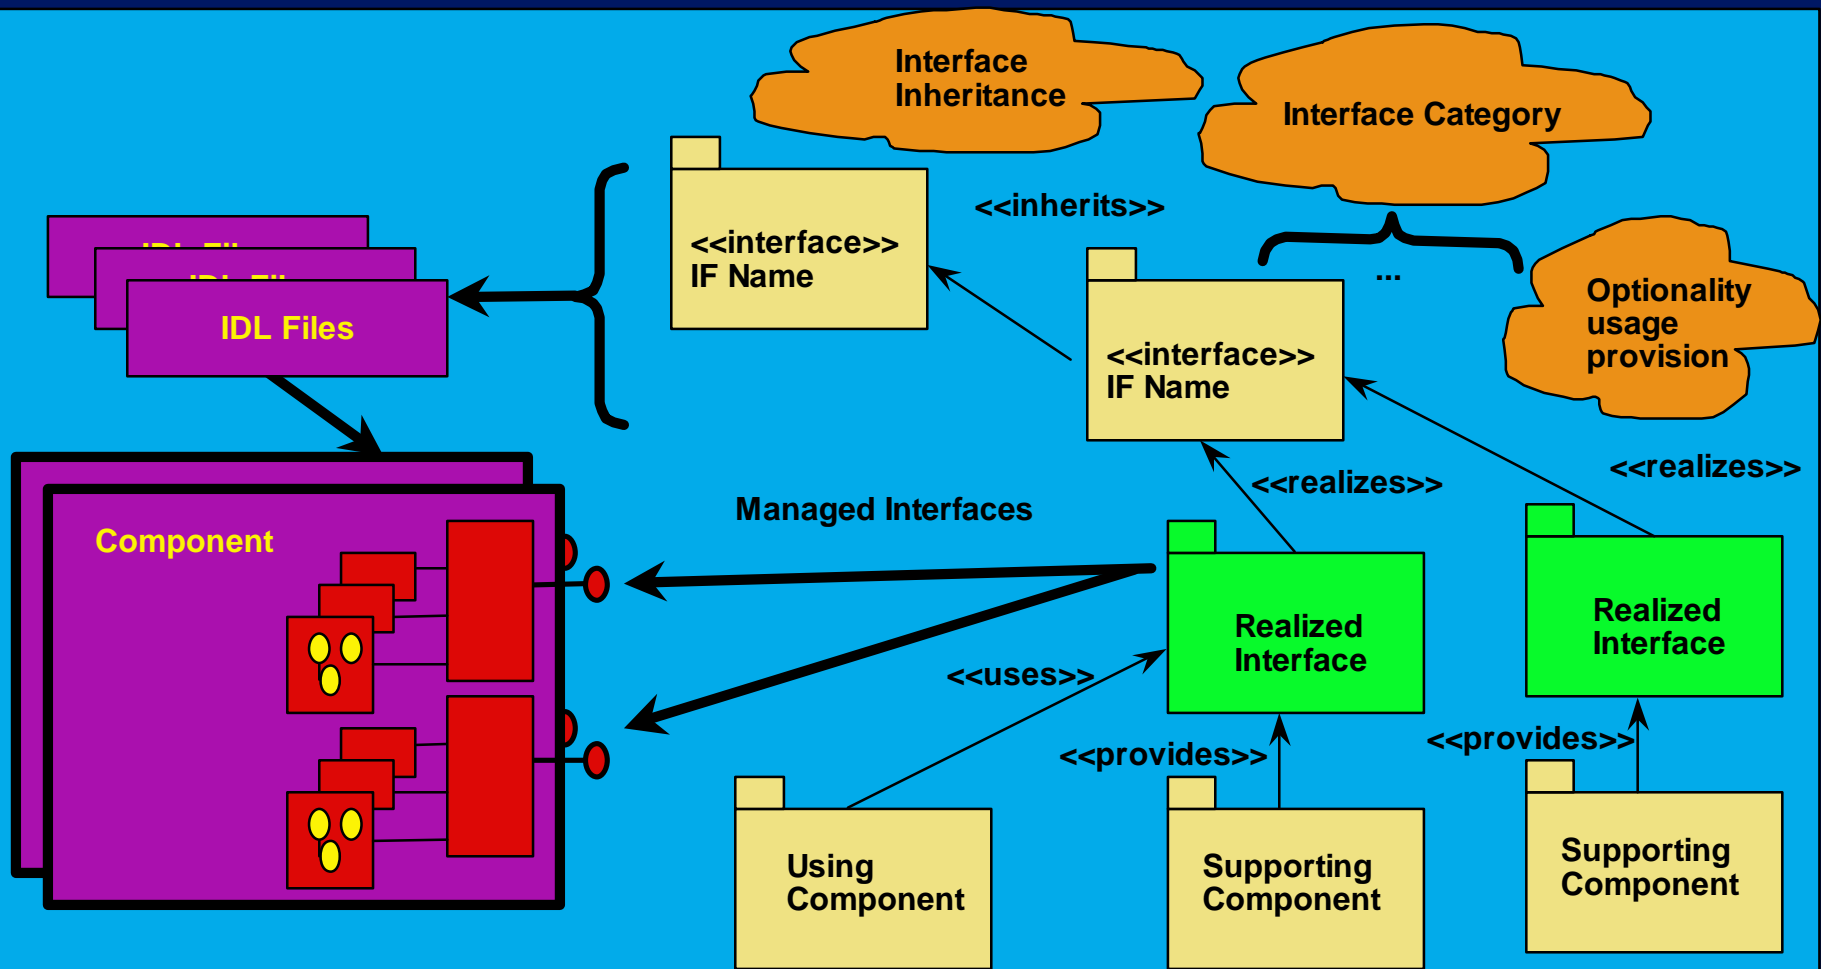 Interface
Inheritance
Interface Category
<<inherits>>
<<interface>>
IF Name
...
Optionality
usage
provision
IDL Files
<<interface>>
IF Name
<<realizes>>
<<realizes>>
Managed Interfaces
Component
Realized
Interface
Realized
Interface
<<uses>>
<<provides>>
<<provides>>
Using
Component
Supporting
Component
Supporting
Component